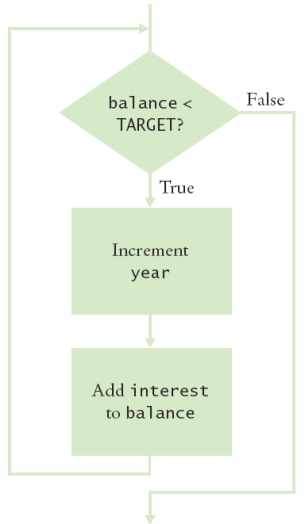 balance <
TARGET?
False
True
Increment
year
Add interest
to balance